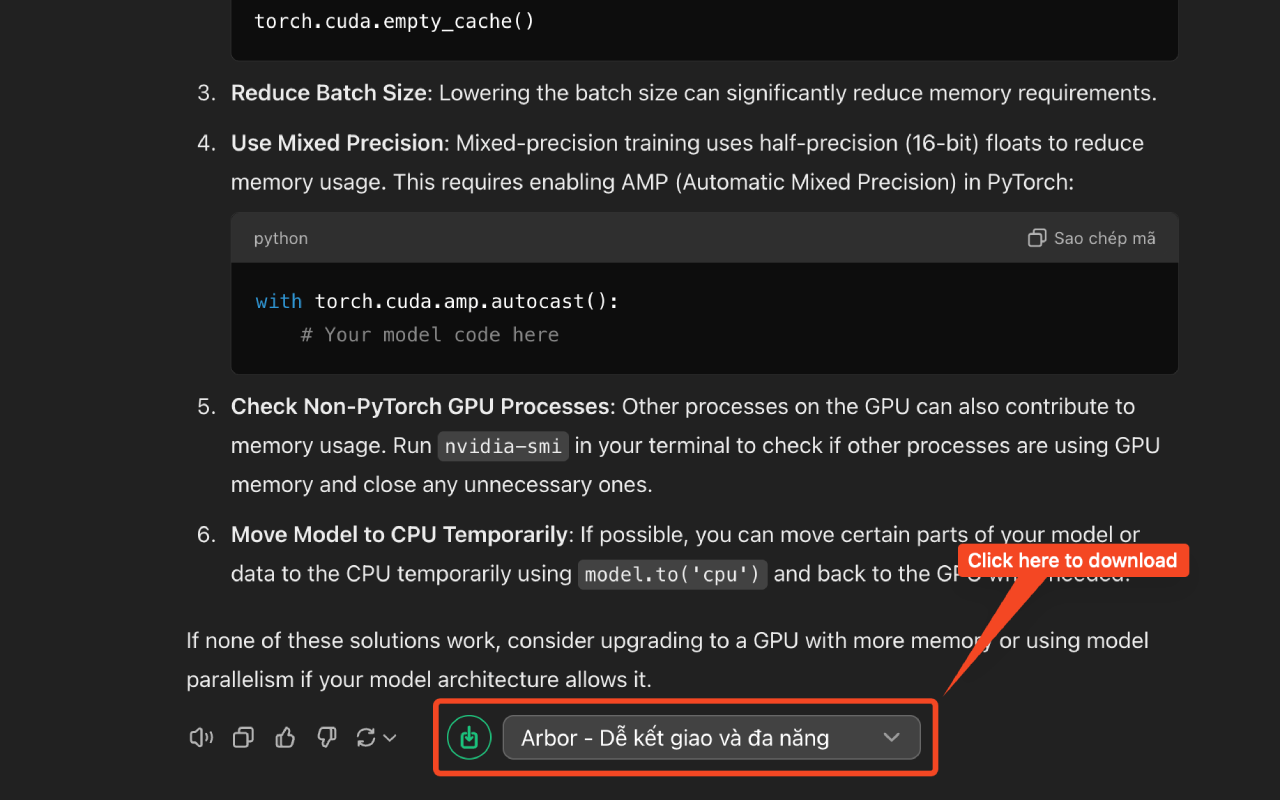 torch.cuda.empty_cache()
3. Reduce Batch Size: Lowering the batch size can significantly reduce memory requirements.
4. Use Mixed Precision: Mixed-precision training uses half-precision (16-bit) floats to reduce
memory usage. This requires enabling AMP (Automatic Mixed Precision) in PyTorch:
python
Sao chép mã
with torch.cuda.amp.autocast():
# Your model code here
5. Check Non-PyTorch GPU Processes: Other processes on the GPU can also contribute to
memory usage. Run nvidia-smi in your terminal to check if other processes are using GPU
memory and close any unnecessary ones.
6. Move Model to CPU Temporarily: If possible, you can move certain parts of your model or
data to the CPU temporarily using model.to('cpu') and back to the needed.
Click here to download
If none of these solutions work, consider upgrading to a GPU with more memory or using model
parallelism if your model architecture allows it.
Arbor - Dễ kết giao và đa năng